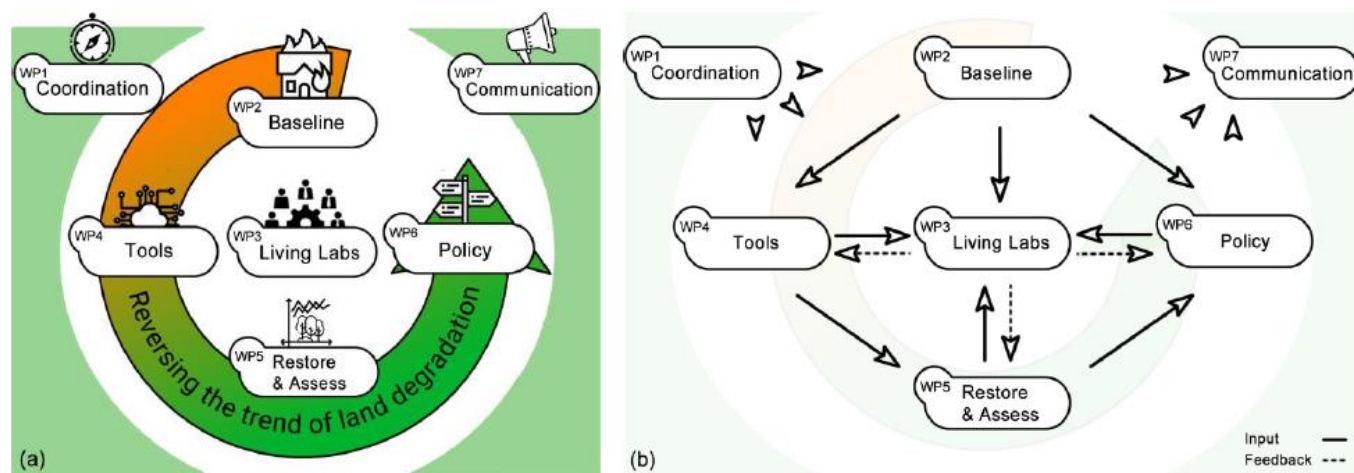 WP1
Coordination
WP7
Communication
WP2
Baseline
WP4
Tools
WP3
Living Labs
WP6
Policy
WP5
Restore
& Assess
Reversing the trend of land degradation
(a)
WP1
Coordination
WP2
Baseline
WP7
Communication
WP4
Tools
WP3
Living Labs
WP6
Policy
WP5
Restore
& Assess
Input
Feedback
(b)